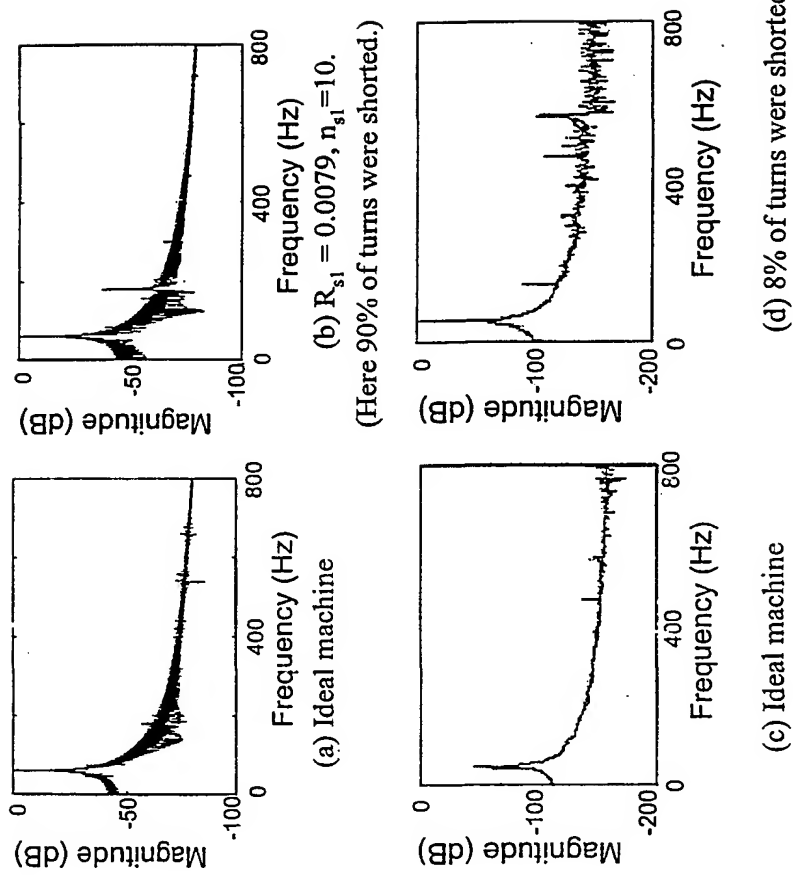 Magnitude (dB)
0
-50
-100
0
400
800
Frequency (Hz)
(a) Ideal machine
Magnitude (dB)
0
-50
-100
0
400
800
Frequency (Hz)
(b) R_s1 = 0.0079, n_s1=10.
(Here 90% of turns were shorted.)
Magnitude (dB)
0
-100
-200
0
400
800
Frequency (Hz)
(c) Ideal machine
Magnitude (dB)
0
-100
-200
0
400
800
Frequency (Hz)
(d) 8% of turns were shorted